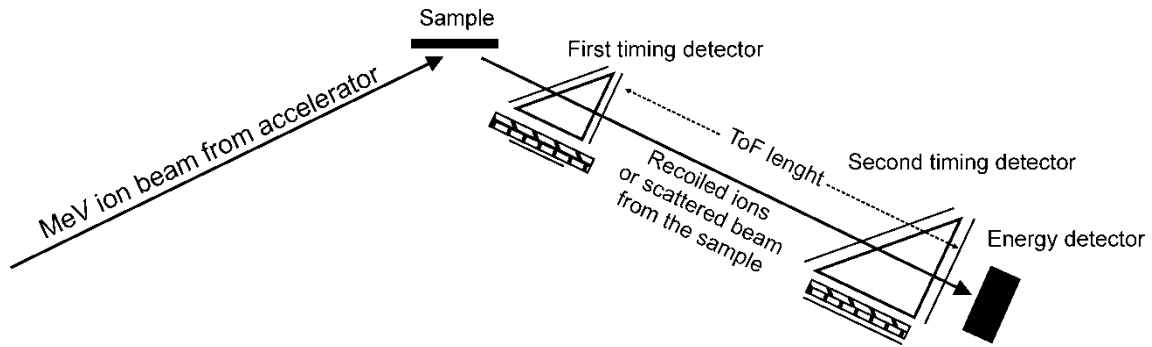 Sample
First timing detector
MeV ion beam from accelerator
ToF lenght
Second timing detector
Recoiled ions
or scattered beam
from the sample
Energy detector